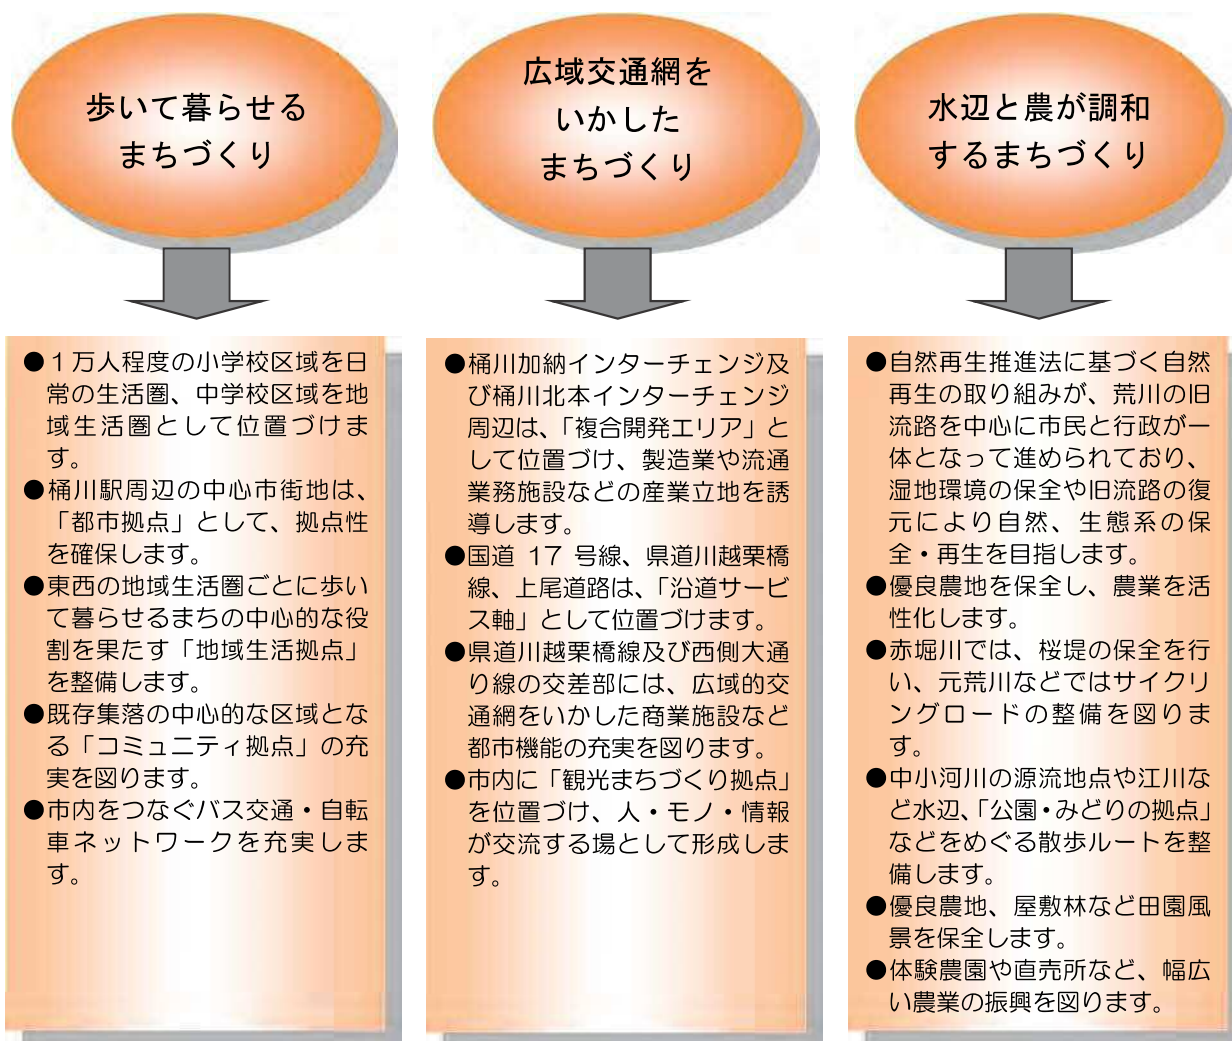 歩いて暮らせる
まちづくり
●１万人程度の小学校区域を日
常の生活圏、中学校区域を地
域生活圏として位置づけま
す。
●桶川駅周辺の中心市街地は、
「都市拠点」として、拠点性
を確保します。
●東西の地域生活圏ごとに歩い
て暮らせるまちの中心的な役
割を果たす「地域生活拠点」
を整備します。
●既存集落の中心的な区域とな
る「コミュニティ拠点」の充
実を図ります。
●市内をつなぐバス交通・自転
車ネットワークを充実しま
す。
広域交通網を
いかした
まちづくり
●桶川加納インターチェンジ及
び桶川北本インターチェンジ
周辺は、「複合開発エリア」と
して位置づけ、製造業や流通
業務施設などの産業立地を誘
導します。
●国道 17 号線、県道川越栗橋
線、上尾道路は、「沿道サービ
ス軸」として位置づけます。
●県道川越栗橋線及び西側大通
り線の交差部には、広域的交
通網をいかした商業施設など
都市機能の充実を図ります。
●市内に「観光まちづくり拠点」
を位置づけ、人・モノ・情報
が交流する場として形成しま
す。
水辺と農が調和
するまちづくり
●自然再生推進法に基づく自然
再生の取り組みが、荒川の旧
流路を中心に市民と行政が一
体となって進められており、
湿地環境の保全や旧流路の復
元により自然、生態系の保
全・再生を目指します。
●優良農地を保全し、農業を活
性化します。
●赤堀川では、桜堤の保全を行
い、元荒川などではサイクリ
ングロードの整備を図りま
す。
●中小河川の源流地点や江川な
ど水辺、「公園・みどりの拠点」
などをめぐる散歩ルートを整
備します。
●優良農地、屋敷林など田園風
景を保全します。
●体験農園や直売所など、幅広
い農業の振興を図ります。